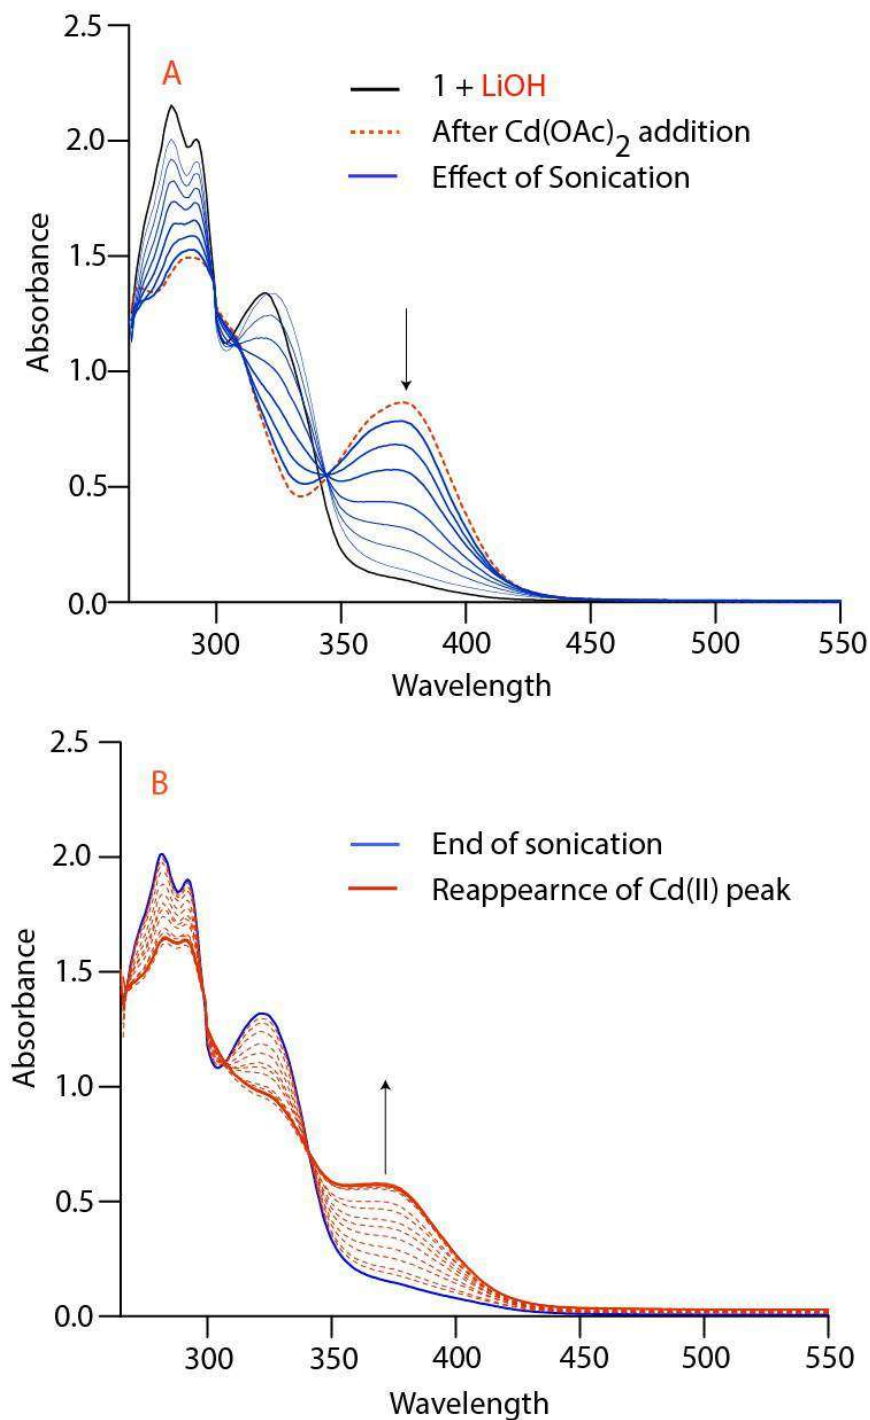 2.5
A
1 + LiOH
After Cd(OAc)2 addition
Effect of Sonication
2.0
1.5
1.0
0.5
0.0
Absorbance
300 350 400 450 500 550
Wavelength
2.5
B
End of sonication
Reappearnce of Cd(II) peak
2.0
1.5
1.0
0.5
0.0
Absorbance
300 350 400 450 500 550
Wavelength